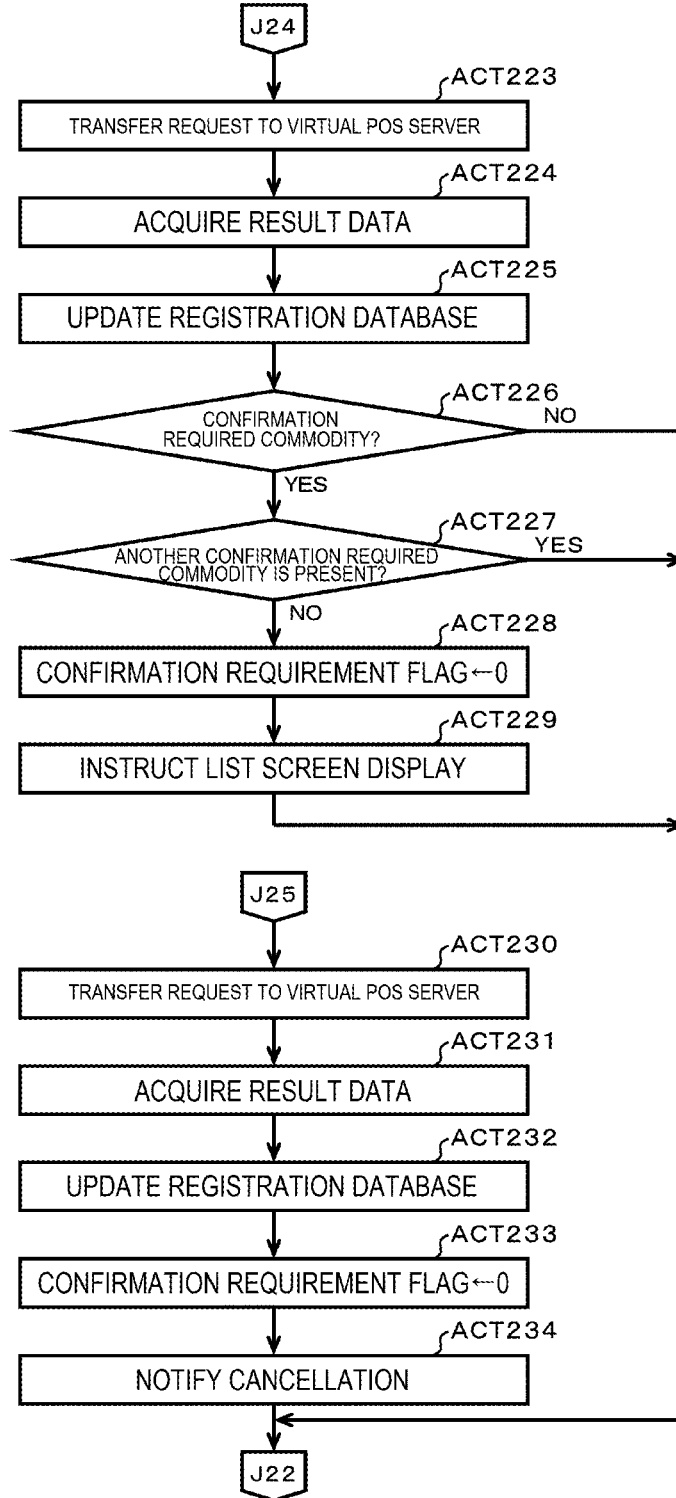 J24
ACT223
TRANSFER REQUEST TO VIRTUAL POS SERVER
ACT224
ACQUIRE RESULT DATA
ACT225
UPDATE REGISTRATION DATABASE
ACT226
CONFIRMATION
REQUIRED COMMODITY?
NO
YES
ACT227
ANOTHER CONFIRMATION REQUIRED
COMMODITY IS PRESENT?
YES
NO
ACT228
CONFIRMATION REQUIREMENT FLAG←0
ACT229
INSTRUCT LIST SCREEN DISPLAY
J25
ACT230
TRANSFER REQUEST TO VIRTUAL POS SERVER
ACT231
ACQUIRE RESULT DATA
ACT232
UPDATE REGISTRATION DATABASE
ACT233
CONFIRMATION REQUIREMENT FLAG←0
ACT234
NOTIFY CANCELLATION
J22